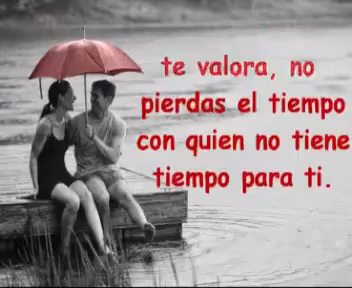 te valora, no
pierdas el tiempo
con quien no tiene
tiempo para ti.